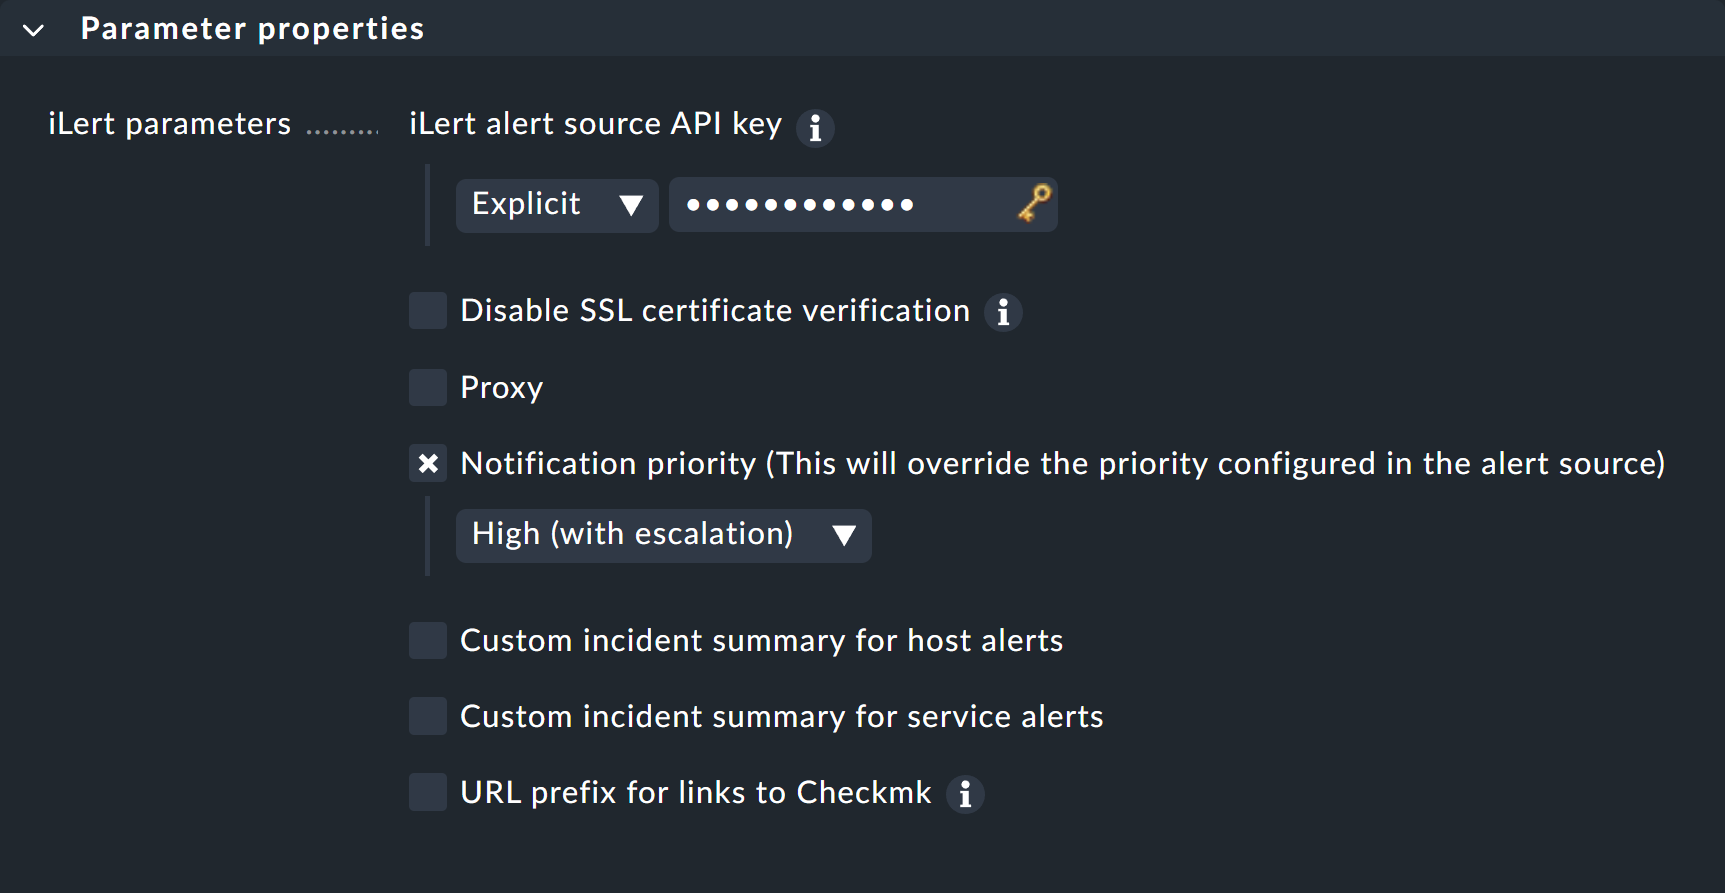 Parameter properties
iLert parameters ......... iLert alert source API key
Explicit ••••••••••••
Disable SSL certificate verification
Proxy
Notification priority (This will override the priority configured in the alert source)
High (with escalation)
Custom incident summary for host alerts
Custom incident summary for service alerts
URL prefix for links to Checkmk